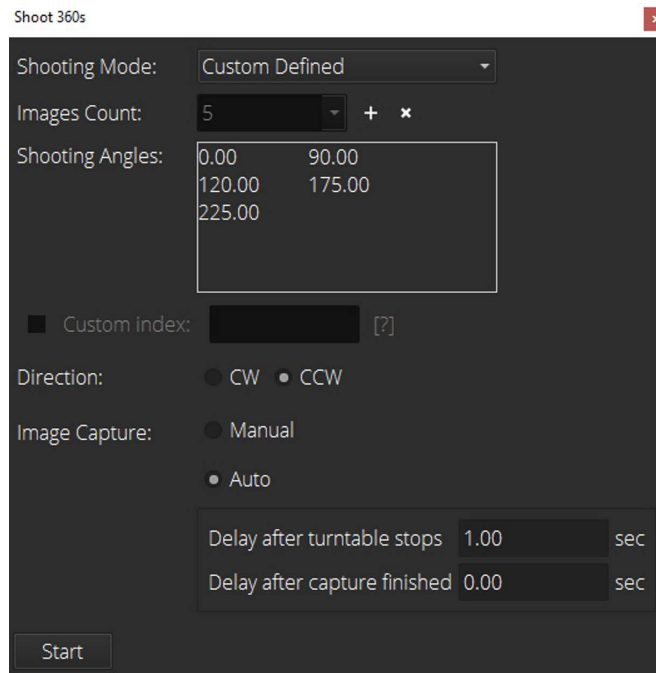 Shoot 360s
Shooting Mode: Custom Defined
Images Count: 5
Shooting Angles: 0.00 90.00
120.00 175.00
225.00
Custom index: [?]
Direction: CW CCW
Image Capture: Manual
Auto
Delay after turntable stops 1.00 sec
Delay after capture finished 0.00 sec
Start